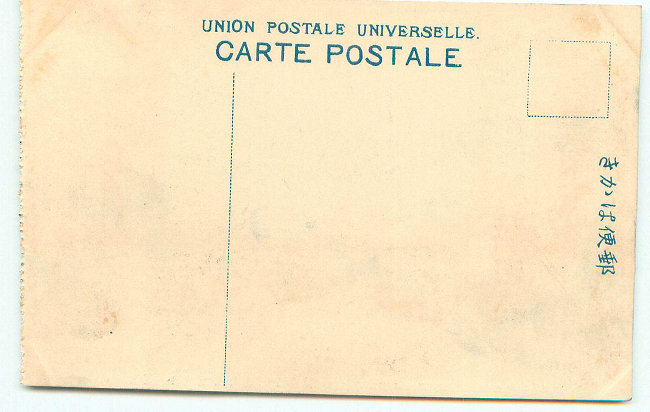 UNION POSTALE UNIVERSELLE.
CARTE POSTALE
郵便はかき